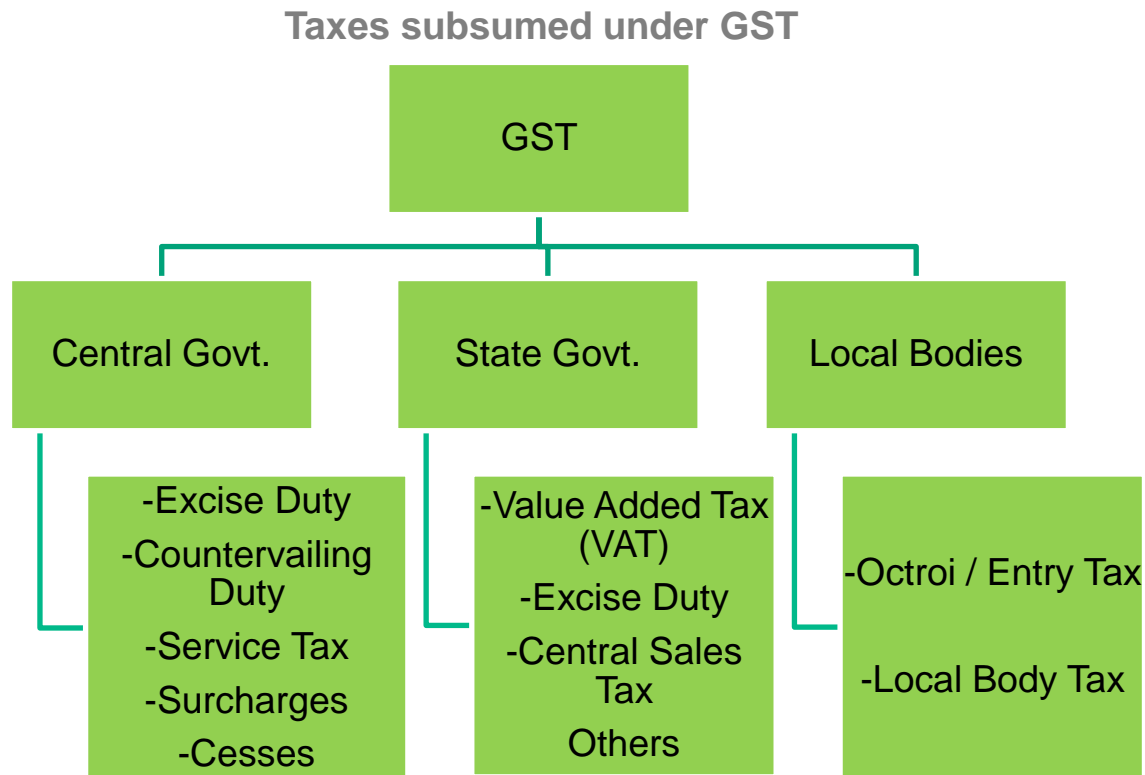 Taxes subsumed under GST
GST
Central Govt.
State Govt.
Local Bodies
-Excise Duty
-Countervailing
Duty
-Service Tax
-Surcharges
-Cesses
-Value Added Tax
(VAT)
-Excise Duty
-Central Sales
Tax
Others
-Octroi / Entry Tax
-Local Body Tax